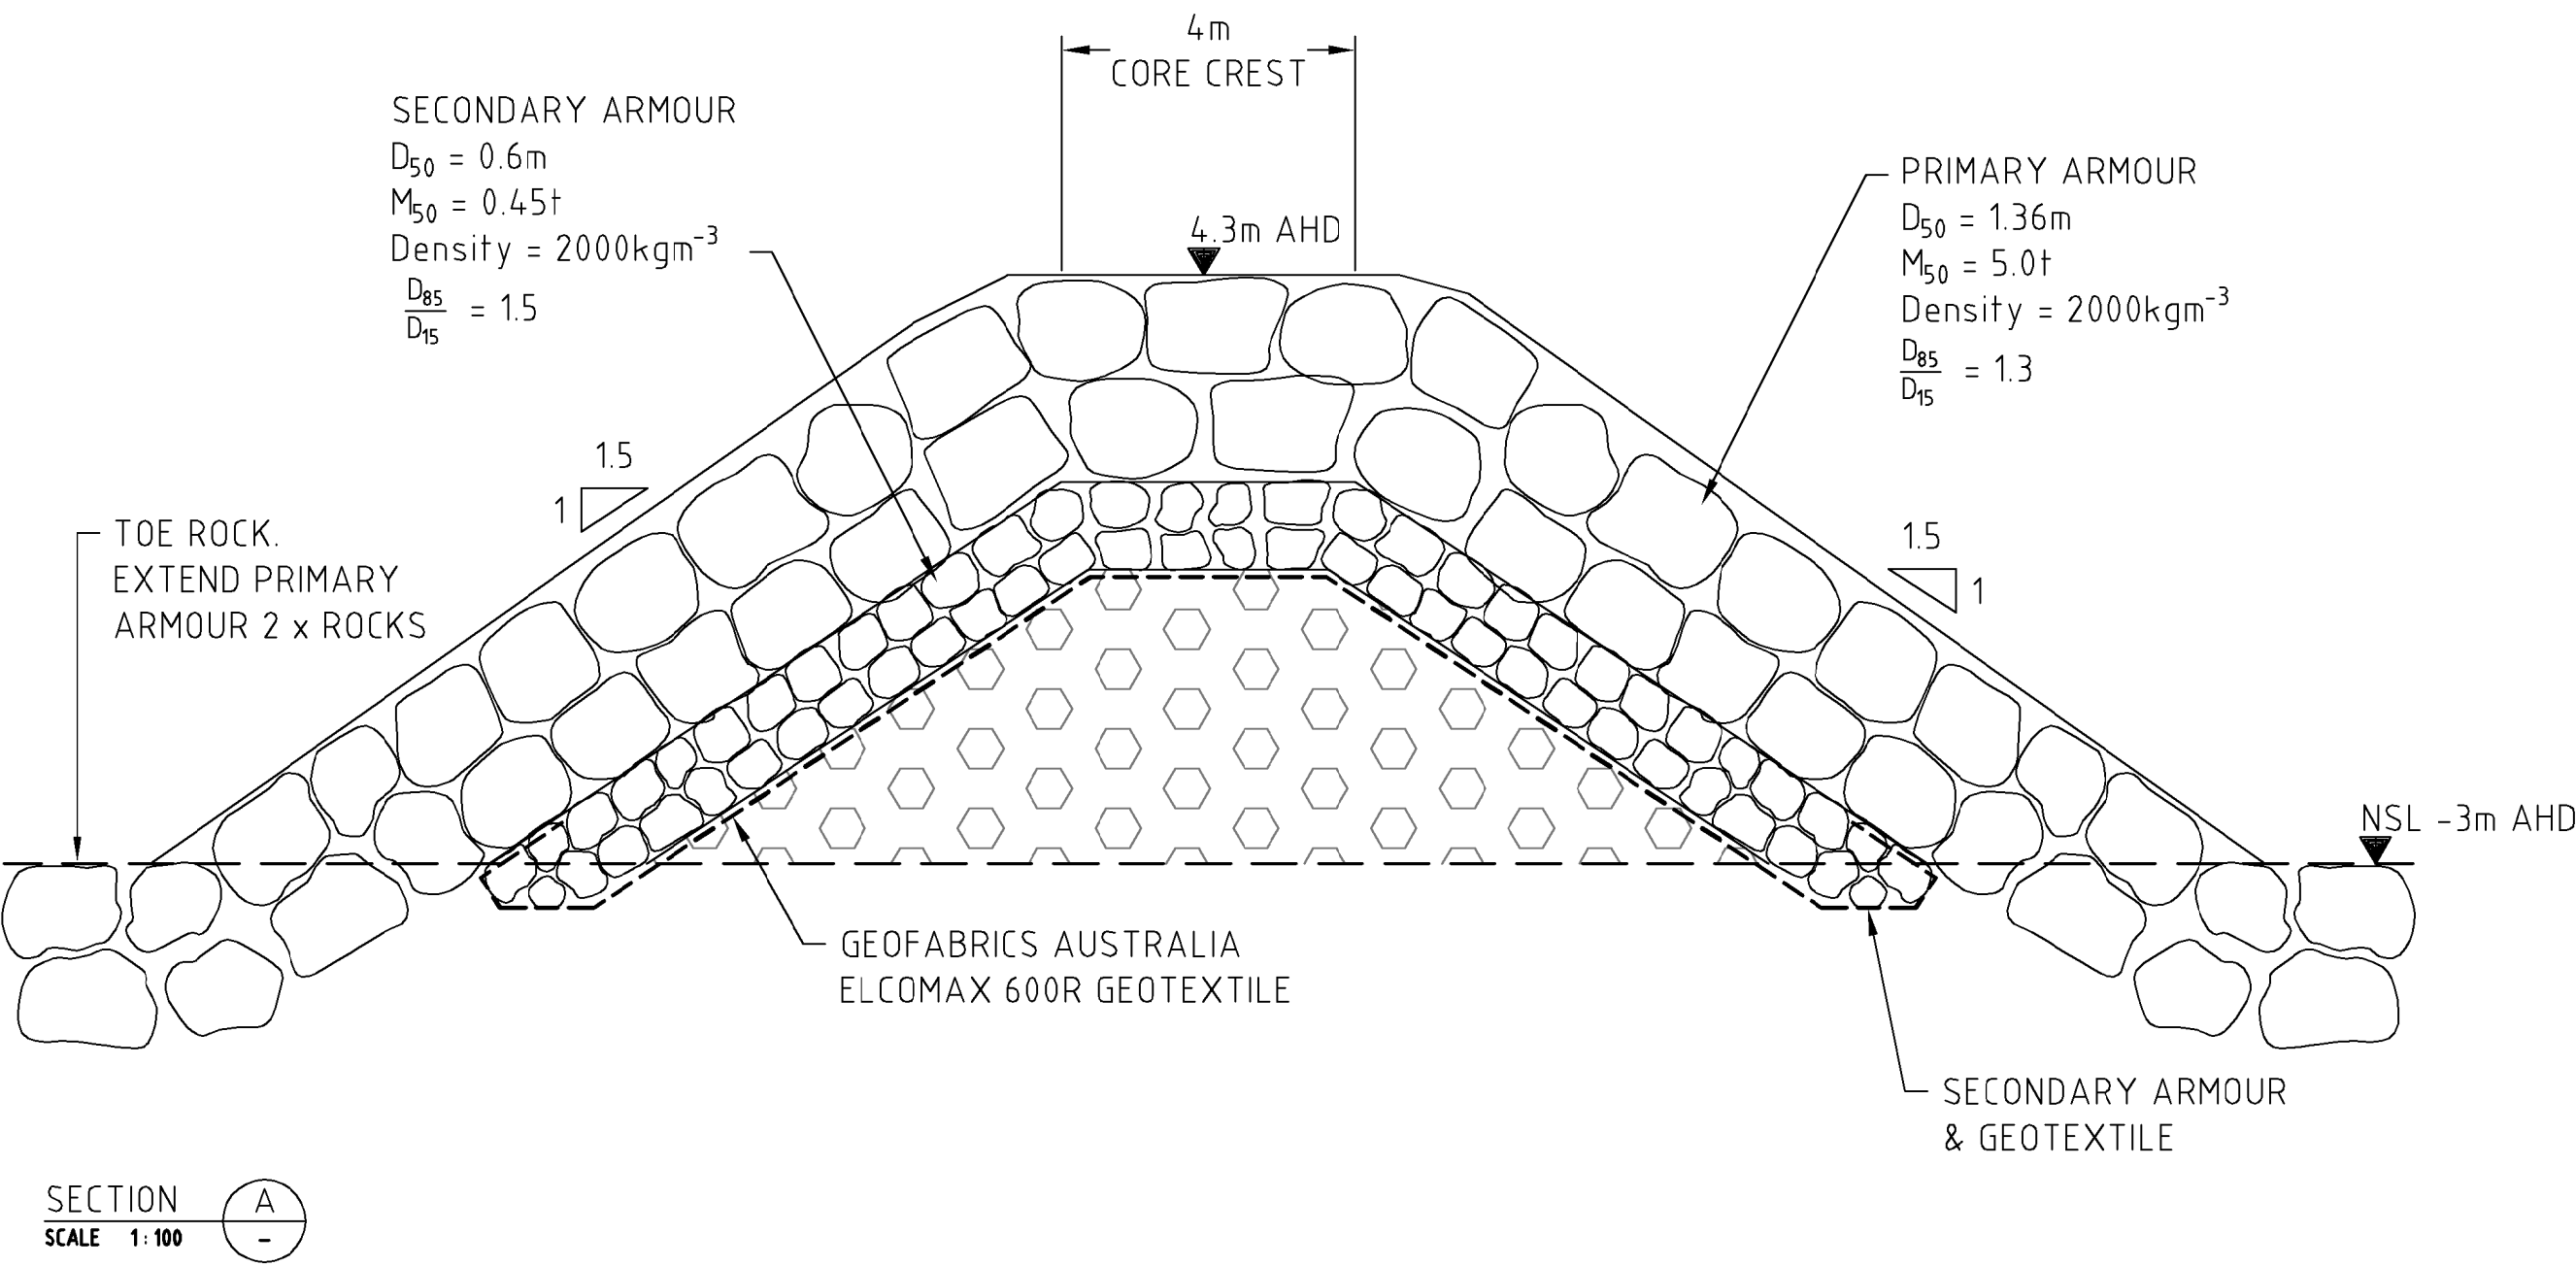 4m
CORE CREST
SECONDARY ARMOUR
D50 = 0.6m
M50 = 0.45t
Density = 2000kgm-3
D85
D15
= 1.5
4.3m AHD
PRIMARY ARMOUR
D50 = 1.36m
M50 = 5.0t
Density = 2000kgm-3
D85
D15
= 1.3
1.5
1
TOE ROCK.
EXTEND PRIMARY
ARMOUR 2 x ROCKS
1.5
1
NSL -3m AHD
GEOFABRICS AUSTRALIA
ELCOMAX 600R GEOTEXTILE
SECONDARY ARMOUR
& GEOTEXTILE
SECTION A
SCALE 1:100 -